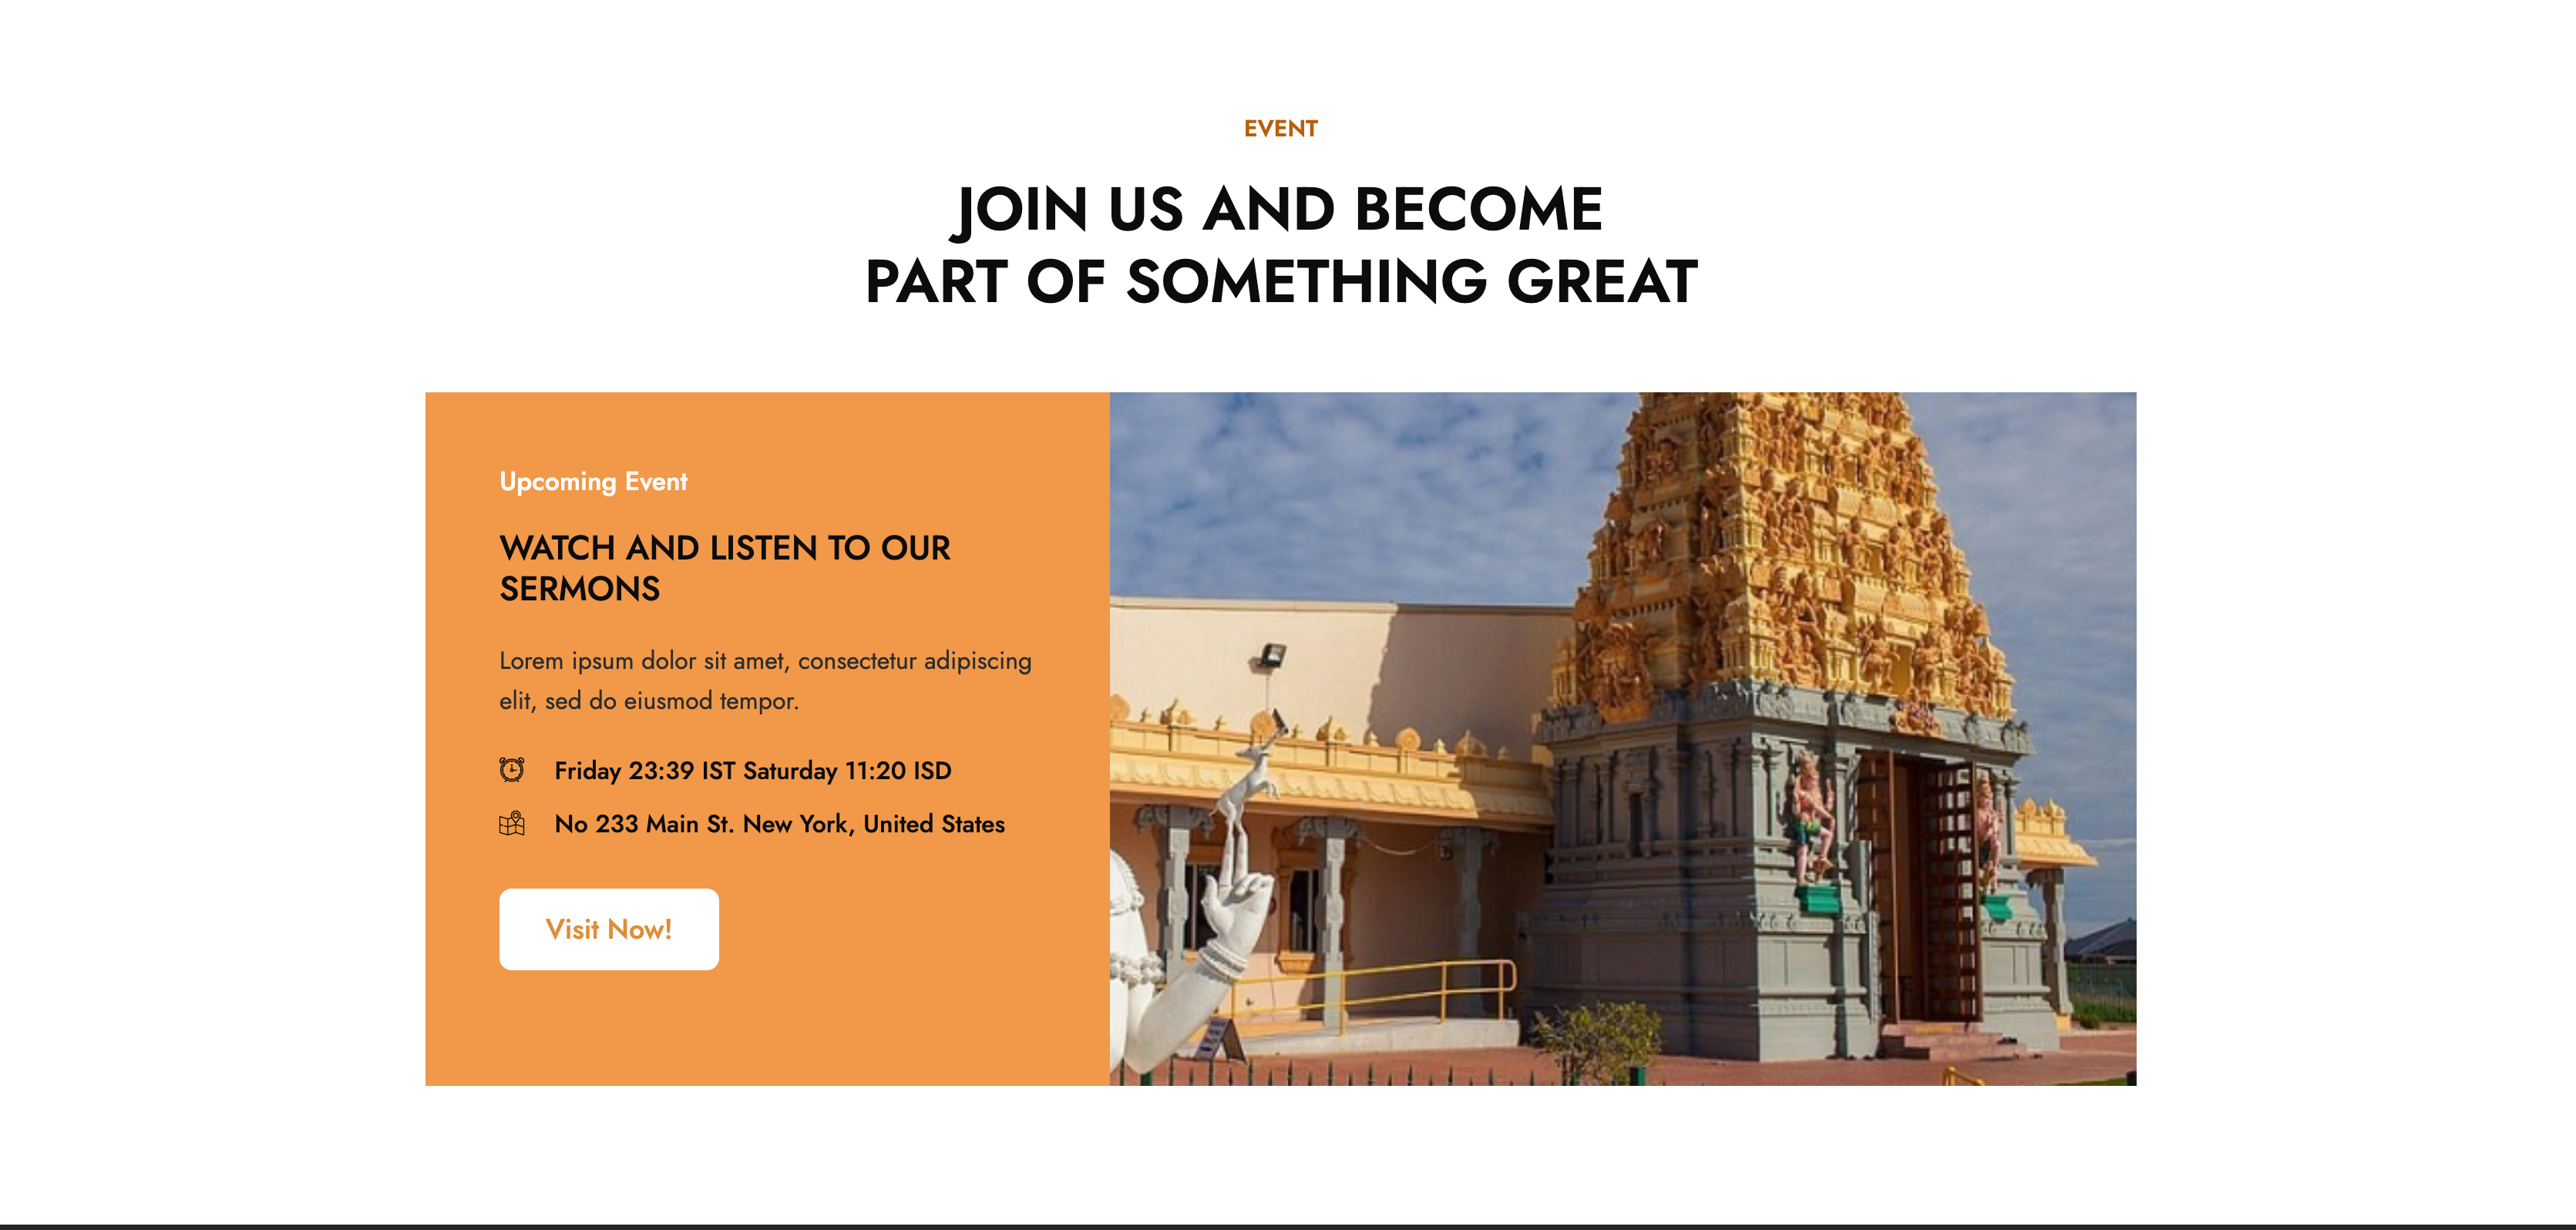 EVENT
JOIN US AND BECOME
PART OF SOMETHING GREAT
Upcoming Event
WATCH AND LISTEN TO OUR
SERMONS
Lorem ipsum dolor sit amet, consectetur adipiscing
elit, sed do eiusmod tempor.
Friday 23:39 IST Saturday 11:20 ISD
No 233 Main St. New York, United States
Visit Now!